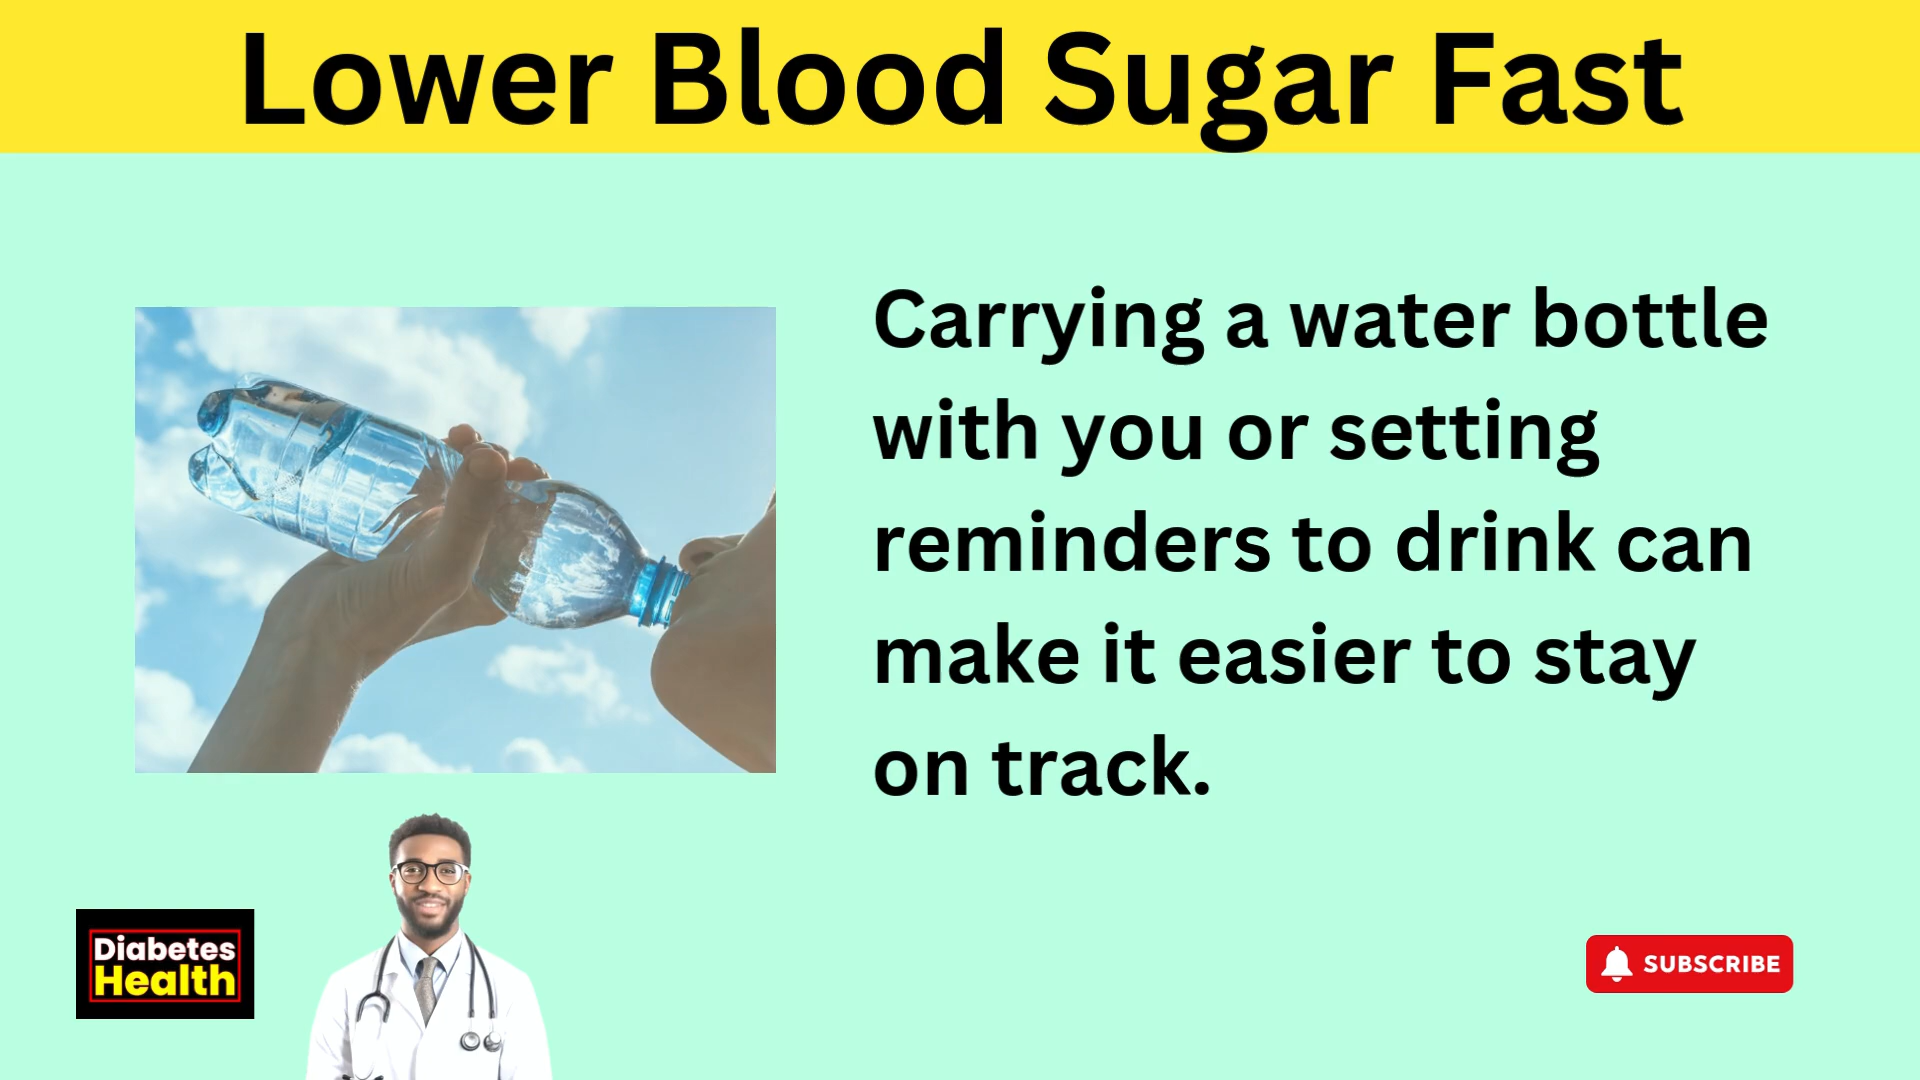 Lower Blood Sugar Fast
Carrying a water bottle
with you or setting
reminders to drink can
make it easier to stay
on track.
Diabetes
Health
SUBSCRIBE